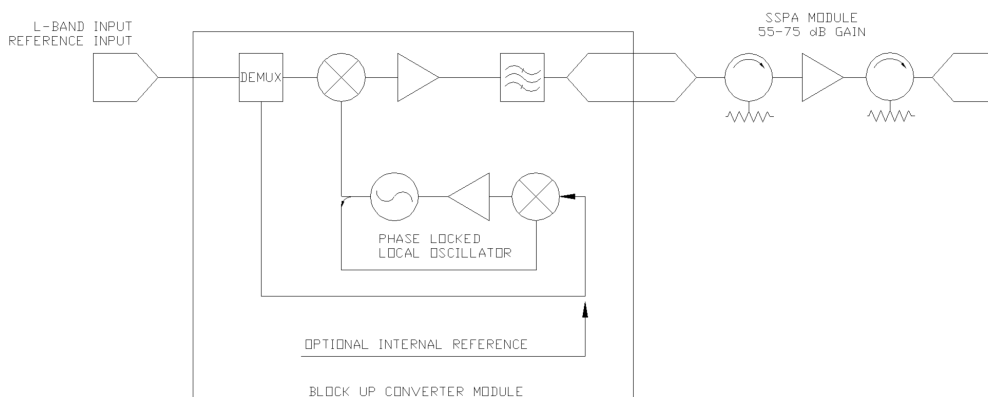 L-BAND INPUT
REFERENCE INPUT
SSPA MODULE
55-75 dB GAIN
DEMUX
PHASE LOCKED
LOCAL OSCILLATOR
OPTIONAL INTERNAL REFERENCE
BLOCK UP CONVERTER MODULE